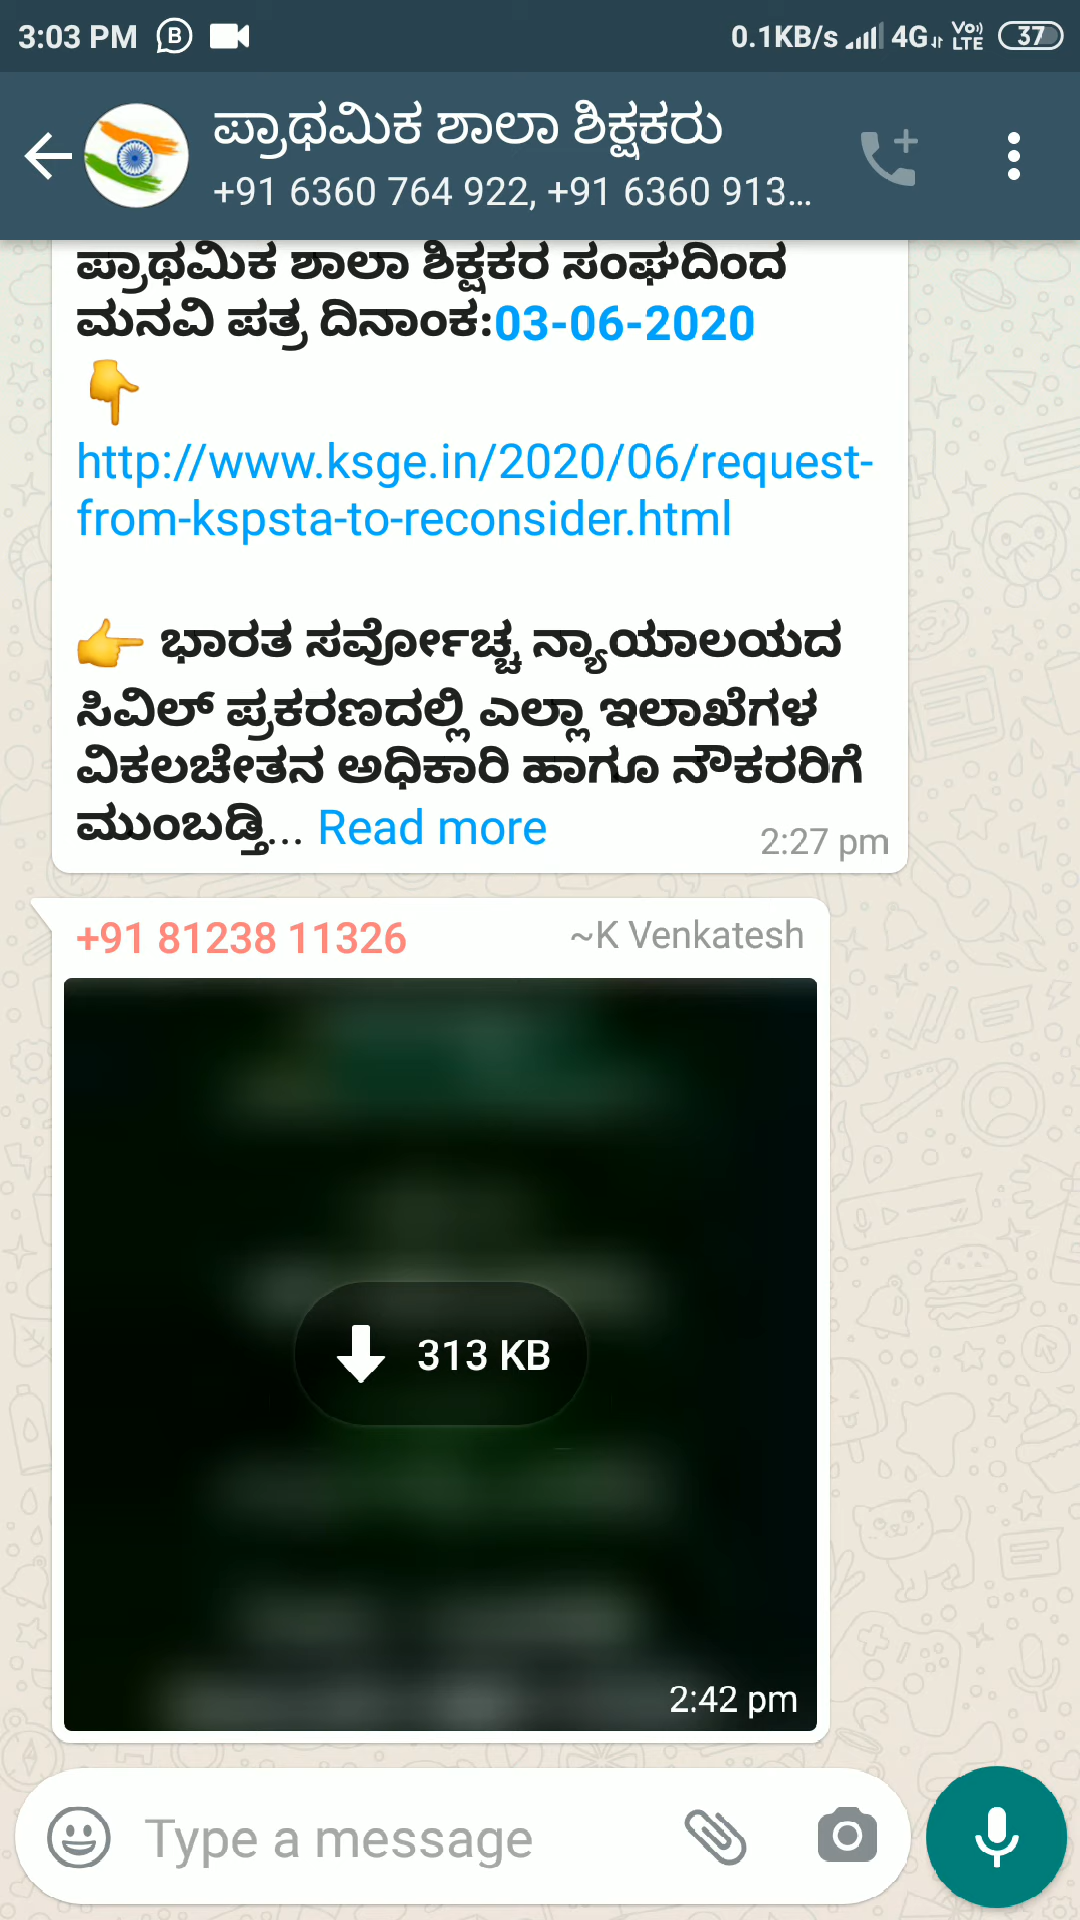 3:03 PM
0.1KB/s 4G VoLTE 37
ಪ್ರಾಥಮಿಕ ಶಾಲಾ ಶಿಕ್ಷಕರು
+91 6360 764 922, +91 6360 913...
ಪ್ರಾಥಮಿಕ ಶಾಲಾ ಶಿಕ್ಷಕರ ಸಂಘದಿಂದ
ಮನವಿ ಪತ್ರ ದಿನಾಂಕ:03-06-2020
👇
http://www.ksge.in/2020/06/request-
from-kspsta-to-reconsider.html
👉 ಭಾರತ ಸರ್ವೋಚ್ಚ ನ್ಯಾಯಾಲಯದ
ಸಿವಿಲ್ ಪ್ರಕರಣದಲ್ಲಿ ಎಲ್ಲಾ ಇಲಾಖೆಗಳ
ವಿಕಲಚೇತನ ಅಧಿಕಾರಿ ಹಾಗೂ ನೌಕರರಿಗೆ
ಮುಂಬಡ್ತಿ... Read more
2:27 pm
+91 81238 11326 ~K Venkatesh
313 KB
2:42 pm
Type a message